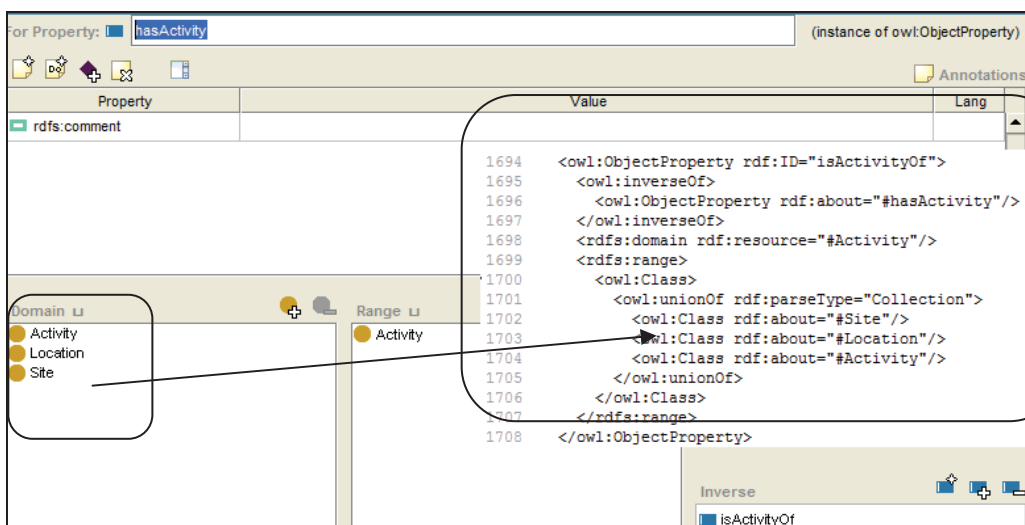 For Property: hasActivity (instance of owl:ObjectProperty)
Annotations
Property Value Lang
rdfs:comment
1694 <owl:ObjectProperty rdf:ID="isActivityOf">
1695 <owl:inverseOf>
1696 <owl:ObjectProperty rdf:about="#hasActivity"/>
1697 </owl:inverseOf>
1698 <rdfs:domain rdf:resource="#Activity"/>
1699 <rdfs:range>
1700 <owl:Class>
1701 <owl:unionOf rdf:parseType="Collection">
1702 <owl:Class rdf:about="#Site"/>
1703 <owl:Class rdf:about="#Location"/>
1704 <owl:Class rdf:about="#Activity"/>
1705 </owl:unionOf>
1706 </owl:Class>
1707 </rdfs:range>
1708 </owl:ObjectProperty>
Domain ⊔
Activity
Location
Site
Range ⊔
Activity
Inverse
isActivityOf